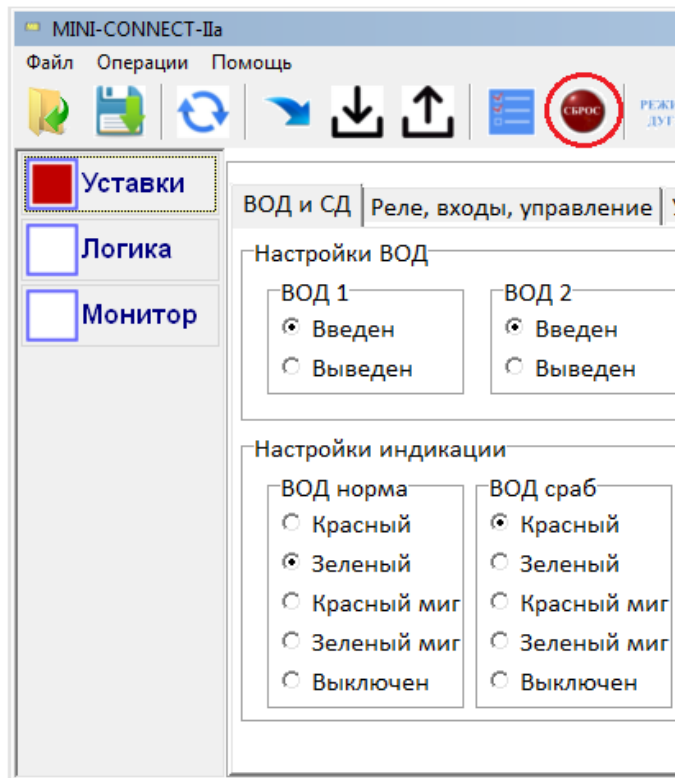 MINI-CONNECT-IIa
Файл Операции Помощь
СБРОС
Уставки
Логика
Монитор
ВОД и СД Реле, входы, управление
Настройки ВОД
ВОД 1 ВОД 2
Введен Введен
Выведен Выведен
Настройки индикации
ВОД норма ВОД сраб
Красный Красный
Зеленый Зеленый
Красный миг Красный миг
Зеленый миг Зеленый миг
Выключен Выключен